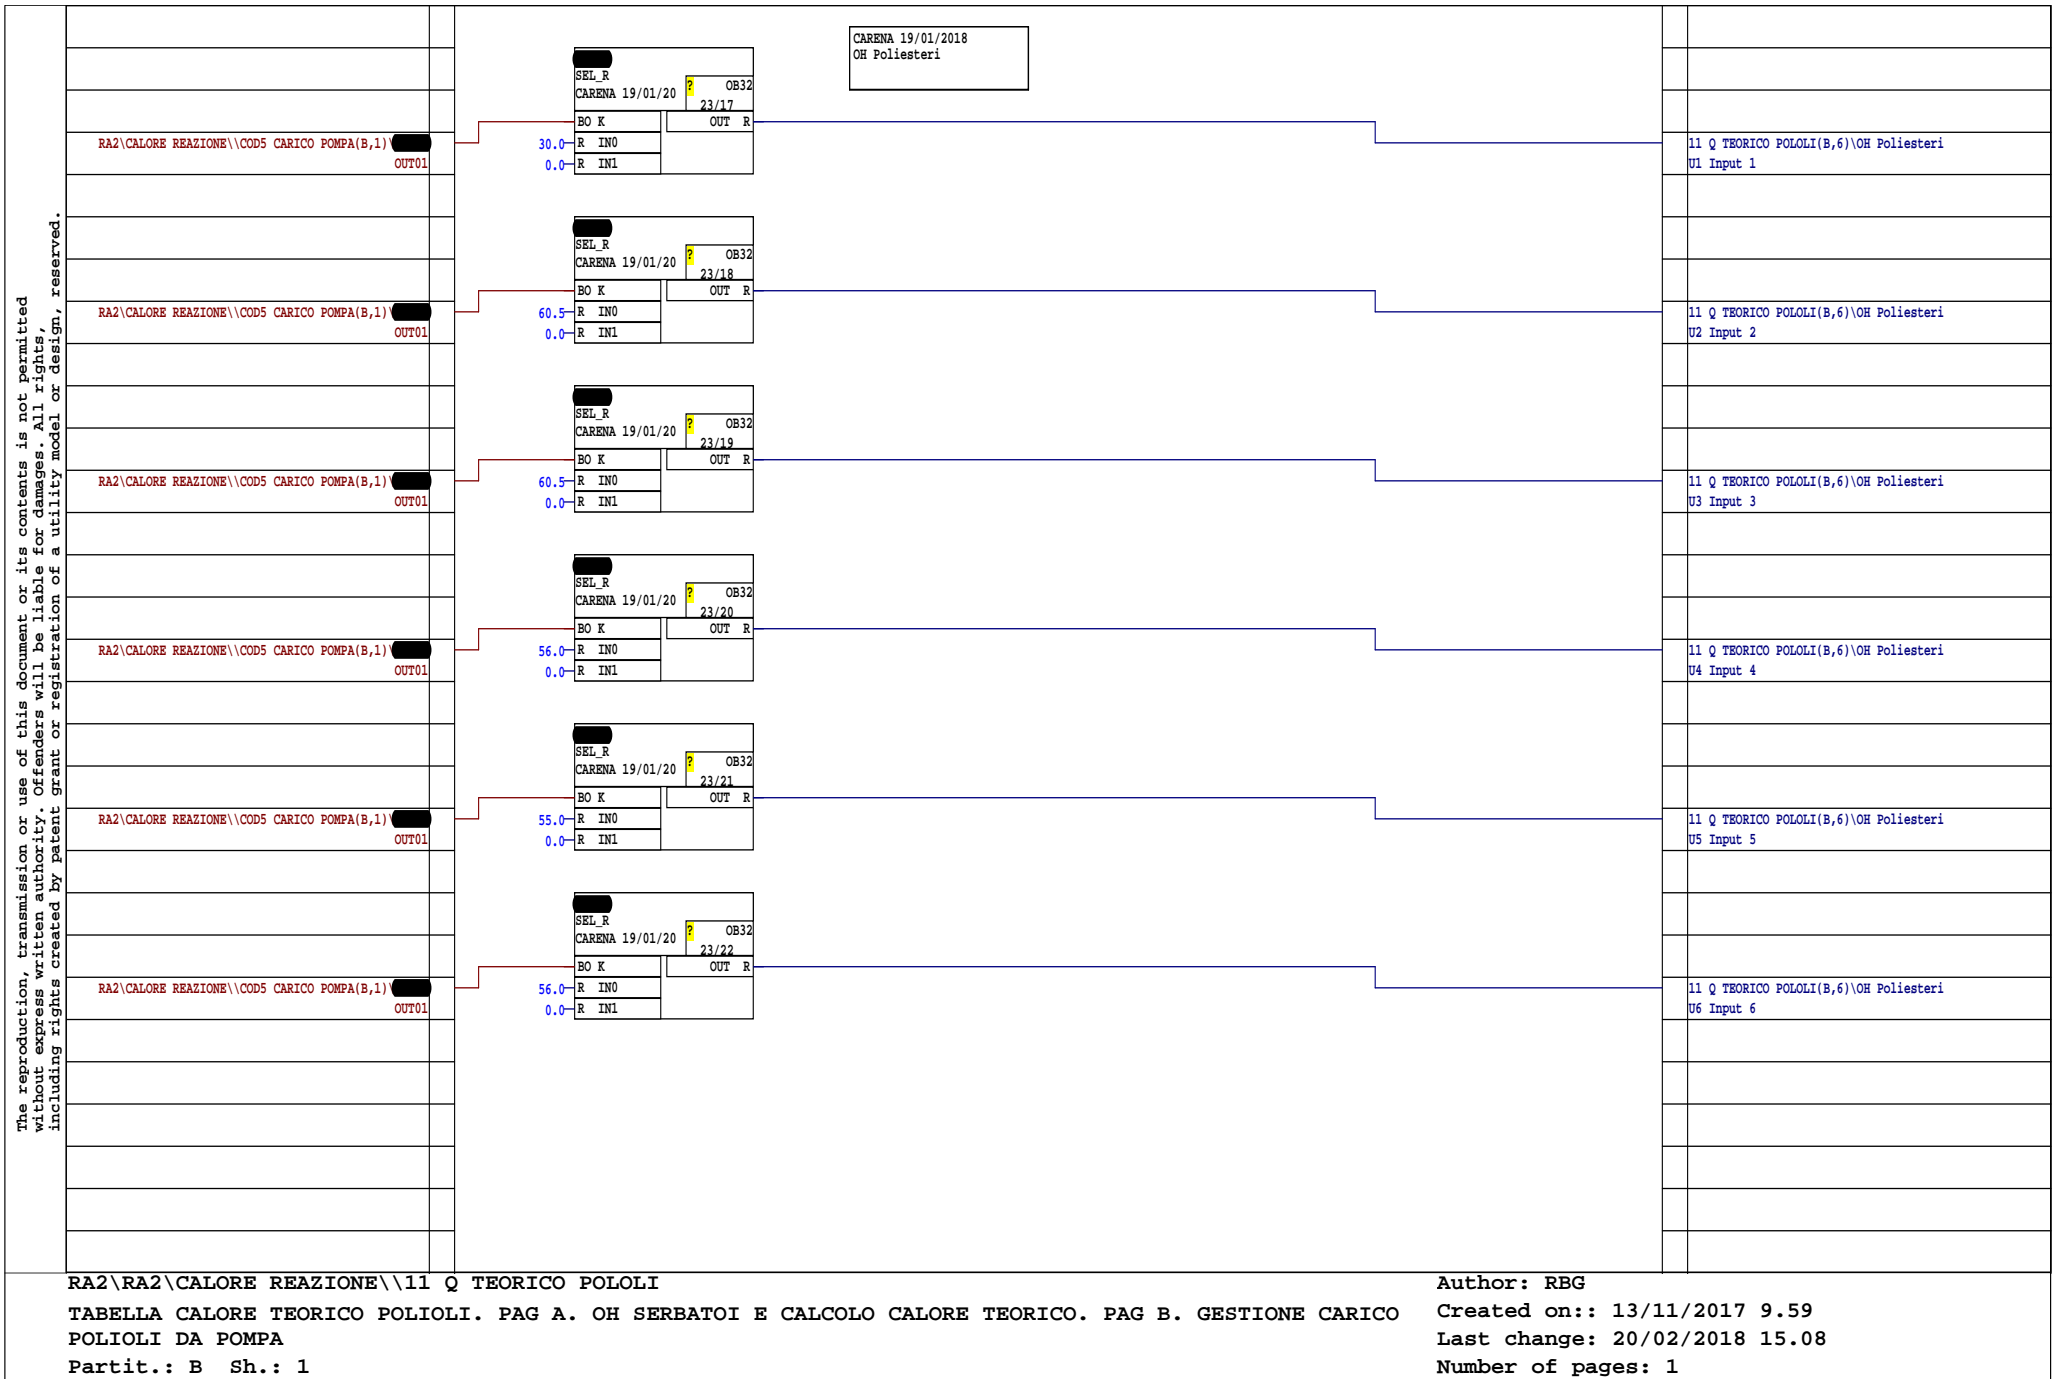 The reproduction, transmission or use of this document or its contents is not permitted
without express written authority. Offenders will be liable for damages. All rights,
including rights created by patent grant or registration of a utility model or design, reserved.
CARENA 19/01/2018
OH Poliesteri
SEL_R
CARENA 19/01/20
? OB32
23/17
BO K OUT R
RA2\CALORE REAZIONE\\COD5 CARICO POMPA(B,1)\
OUT01
30.0 R IN0
0.0 R IN1
11 Q TEORICO POLOLI(B,6)\OH Poliesteri
U1 Input 1
SEL_R
CARENA 19/01/20
? OB32
23/18
BO K OUT R
RA2\CALORE REAZIONE\\COD5 CARICO POMPA(B,1)\
OUT01
60.5 R IN0
0.0 R IN1
11 Q TEORICO POLOLI(B,6)\OH Poliesteri
U2 Input 2
SEL_R
CARENA 19/01/20
? OB32
23/19
BO K OUT R
RA2\CALORE REAZIONE\\COD5 CARICO POMPA(B,1)\
OUT01
60.5 R IN0
0.0 R IN1
11 Q TEORICO POLOLI(B,6)\OH Poliesteri
U3 Input 3
SEL_R
CARENA 19/01/20
? OB32
23/20
BO K OUT R
RA2\CALORE REAZIONE\\COD5 CARICO POMPA(B,1)\
OUT01
56.0 R IN0
0.0 R IN1
11 Q TEORICO POLOLI(B,6)\OH Poliesteri
U4 Input 4
SEL_R
CARENA 19/01/20
? OB32
23/21
BO K OUT R
RA2\CALORE REAZIONE\\COD5 CARICO POMPA(B,1)\
OUT01
55.0 R IN0
0.0 R IN1
11 Q TEORICO POLOLI(B,6)\OH Poliesteri
U5 Input 5
SEL_R
CARENA 19/01/20
? OB32
23/22
BO K OUT R
RA2\CALORE REAZIONE\\COD5 CARICO POMPA(B,1)\
OUT01
56.0 R IN0
0.0 R IN1
11 Q TEORICO POLOLI(B,6)\OH Poliesteri
U6 Input 6
RA2\RA2\CALORE REAZIONE\\11 Q TEORICO POLOLI
TABELLA CALORE TEORICO POLIOLI. PAG A. OH SERBATOI E CALCOLO CALORE TEORICO. PAG B. GESTIONE CARICO
POLIOLI DA POMPA
Partit.: B Sh.: 1
Author: RBG
Created on:: 13/11/2017 9.59
Last change: 20/02/2018 15.08
Number of pages: 1